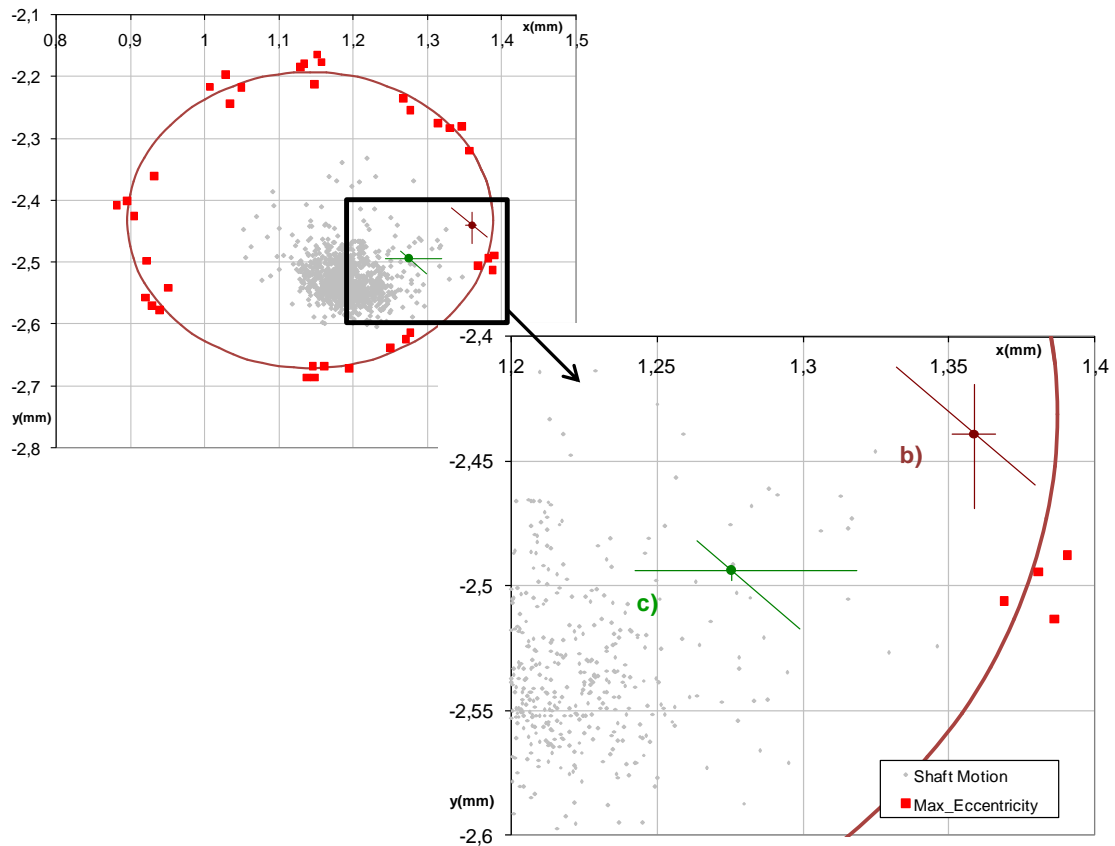 -2,1
x(mm)
0,8 0,9 1 1,1 1,2 1,3 1,4 1,5
-2,2
-2,3
-2,4
-2,5
-2,6
-2,7
y(mm)
-2,8
-2,4
x(mm)
12 1,25 1,3 1,35 1,4
b)
-2,45
-2,5
c)
-2,55
Shaft Motion
y(mm)
Max_Eccentricity
-2,6